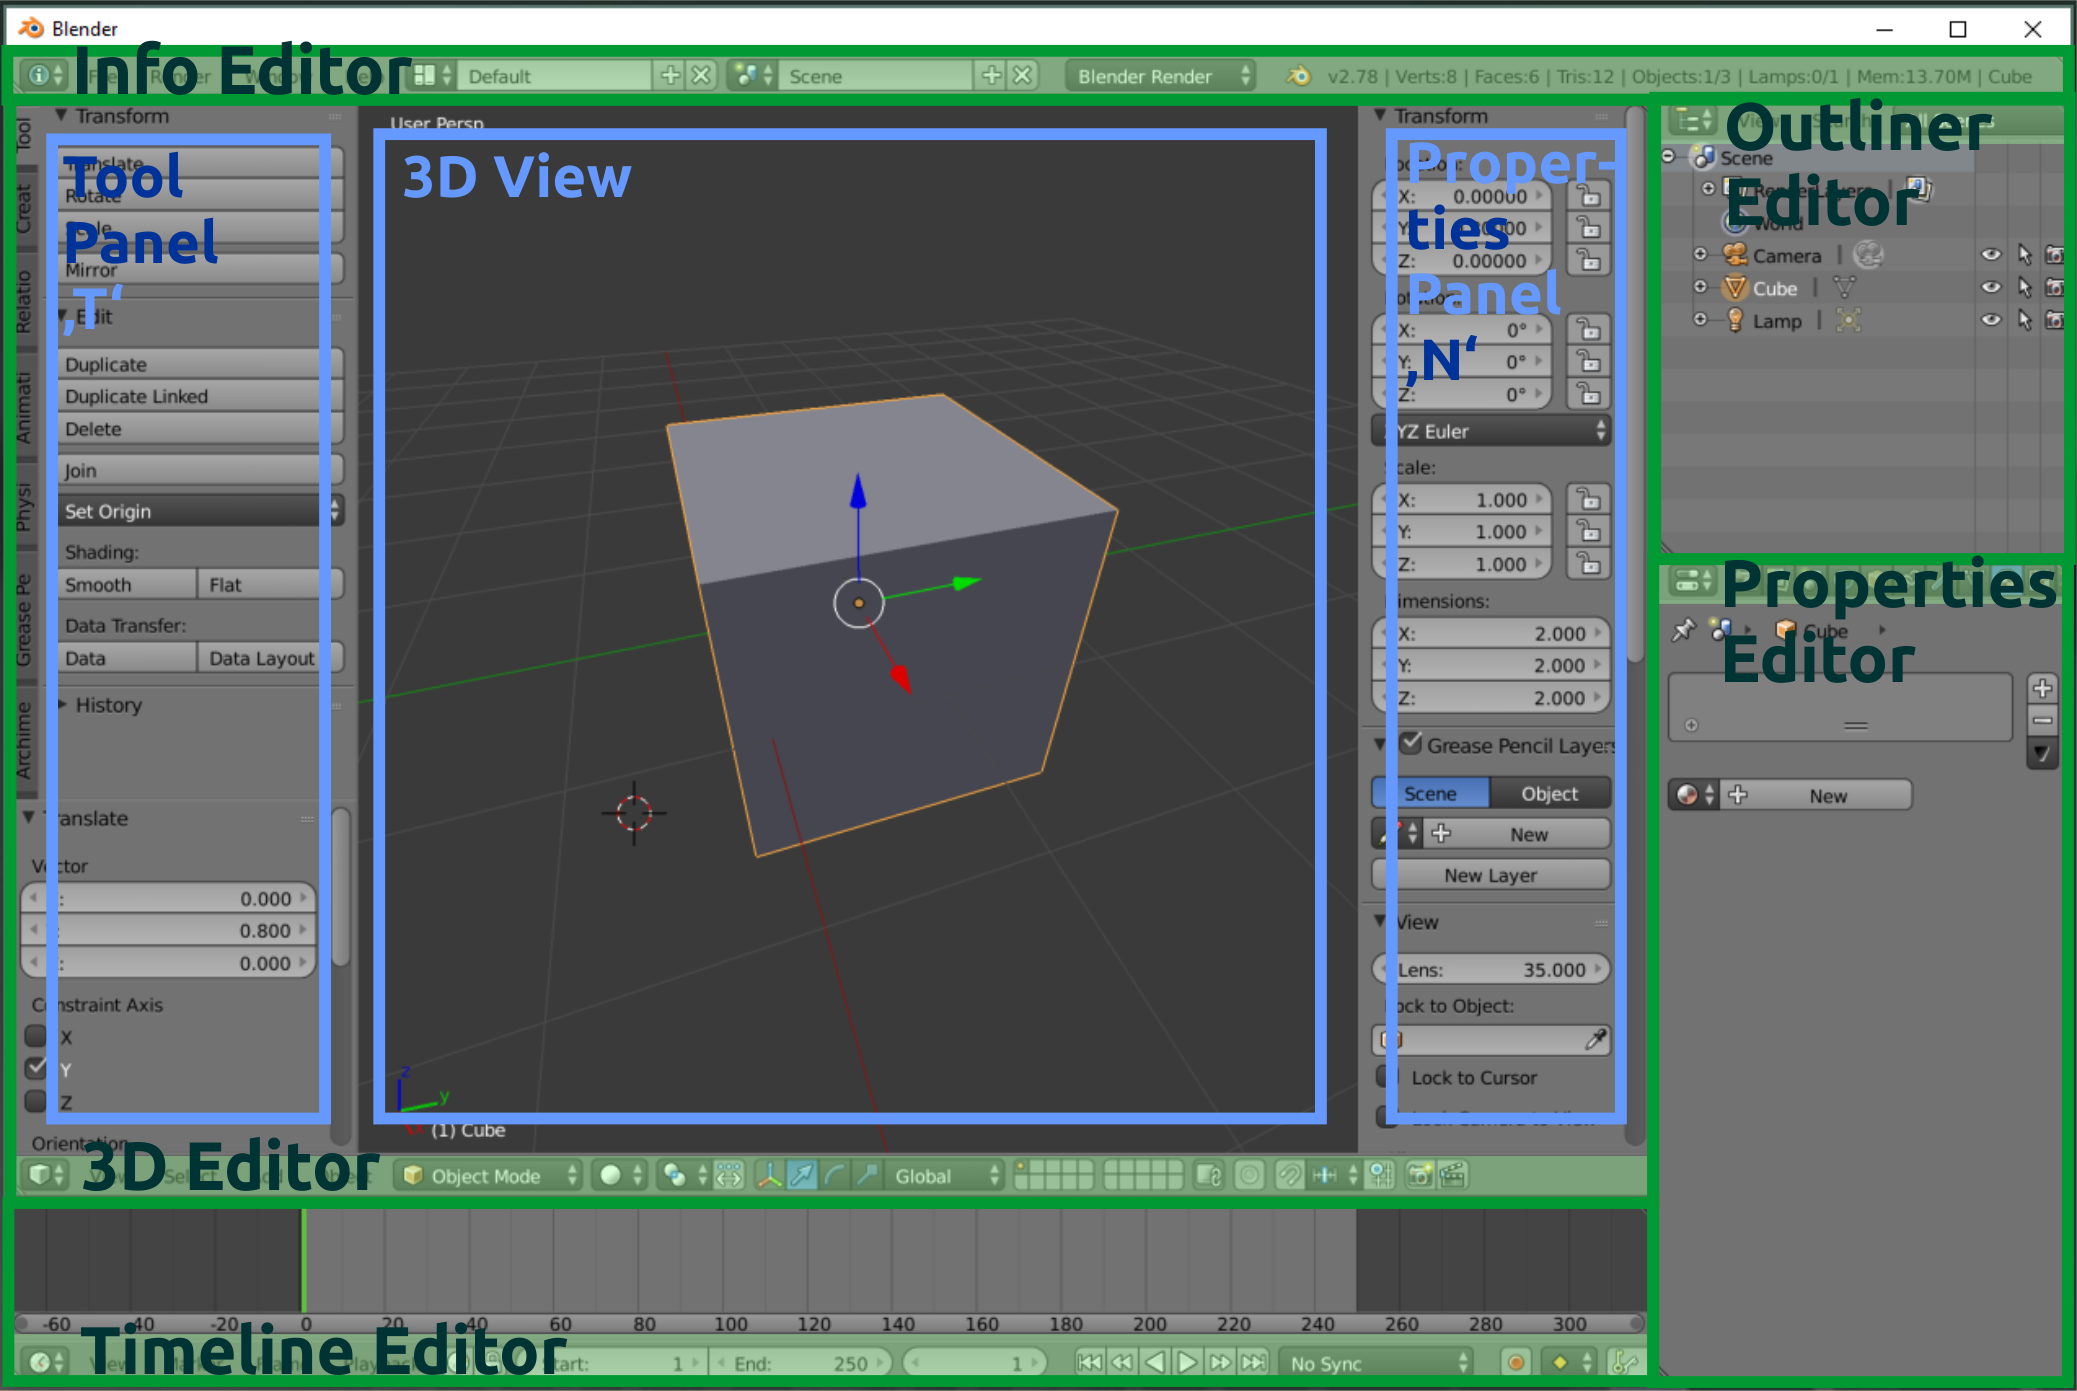 Blender
Info Editor
Default
Scene
Blender Render
v2.78 | Verts:8 | Faces:6 | Tris:12 | Objects:1/3 | Lamps:0/1 | Mem:13.70M | Cube
Tool
Creat
Relatio
Animati
Physi
Grease Pe
Archime
Transform
Translate
Rotate
Scale
Mirror
Tool
Panel
‚T‘
Edit
Duplicate
Duplicate Linked
Delete
Join
Set Origin
Shading:
Smooth Flat
Data Transfer:
Data Data Layout
History
Translate
Vector
0.000
0.800
0.000
Constraint Axis
X
Y
Z
Orientation
User Persp
3D View
z
y
x
(1) Cube
Transform
Proper-
ties
Panel
‚N‘
X: 0.00000
Y:
Z: 0.00000
X: 0°
Y: 0°
Z: 0°
XYZ Euler
Scale:
X: 1.000
Y: 1.000
Z: 1.000
Dimensions:
X: 2.000
Y: 2.000
Z: 2.000
Grease Pencil Layers
Scene Object
New
New Layer
View
Lens: 35.000
Lock to Object:
Lock to Cursor
3D Editor
Object Mode
Global
Outliner
Editor
Scene
RenderLayers |
World
Camera |
Cube |
Lamp |
Properties
Editor
Cube
New
-60 -40 -20 0 20 40 60 80 100 120 140 160 180 200 220 240 260 280 300
Timeline Editor
Start: 1
End: 250
1
No Sync